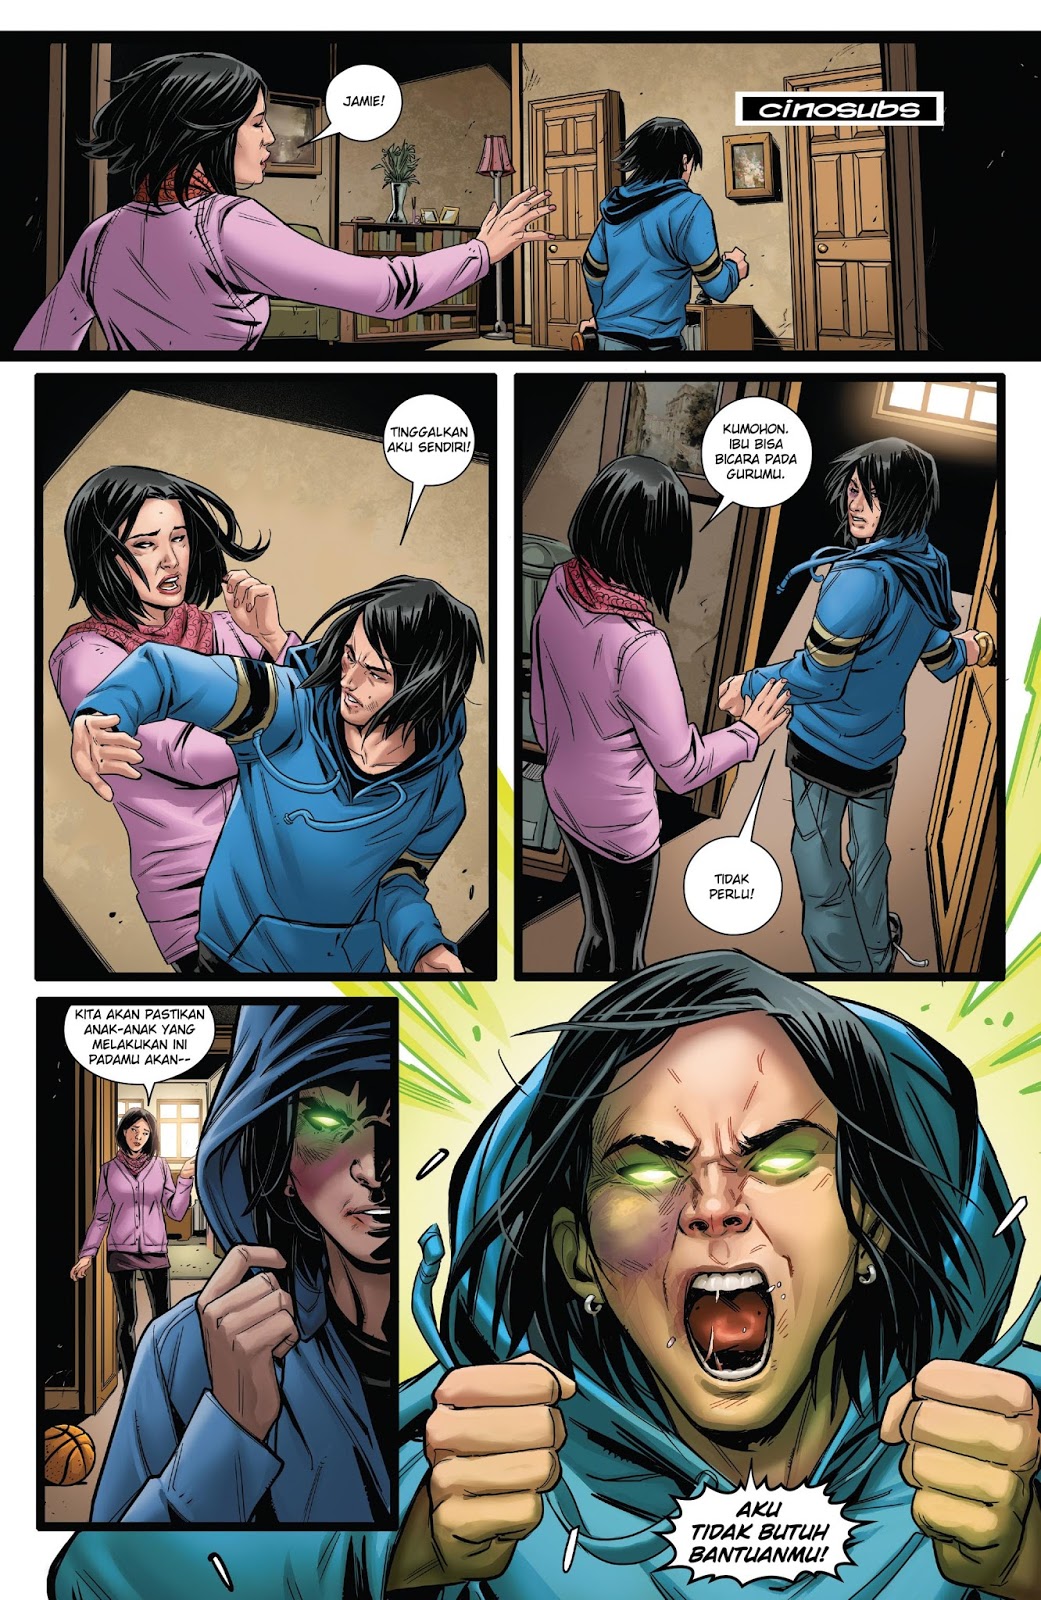 JAMIE!
cinosubs
TINGGALKAN
AKU SENDIRI!
KUMOHON.
IBU BISA
BICARA PADA
GURUMU.
TIDAK
PERLU!
KITA AKAN PASTIKAN
ANAK-ANAK YANG
MELAKUKAN INI
PADAMU AKAN--
AKU
TIDAK BUTUH
BANTUANMU!